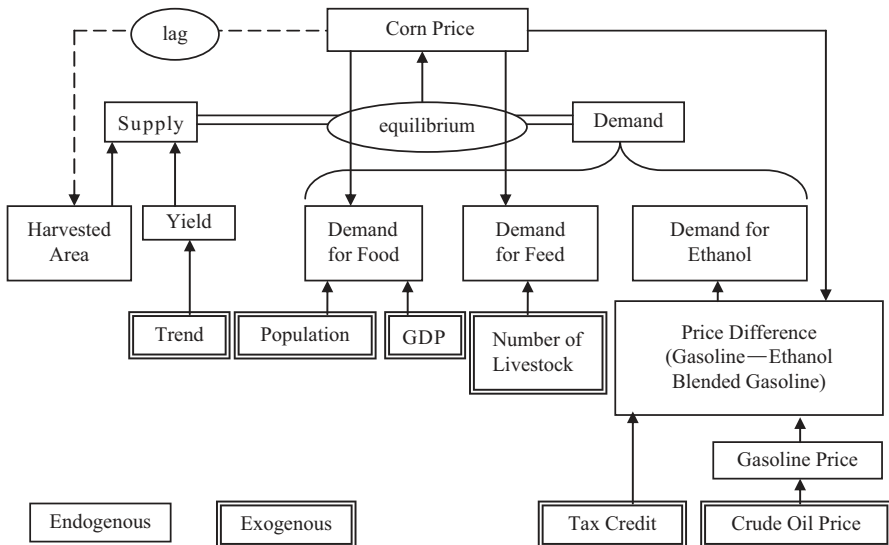 lag
Corn Price
Supply
equilibrium
Demand
Harvested
Area
Yield
Demand
for Food
Demand
for Feed
Demand for
Ethanol
Trend
Population
GDP
Number of
Livestock
Price Difference
(Gasoline—Ethanol
Blended Gasoline)
Gasoline Price
Endogenous
Exogenous
Tax Credit
Crude Oil Price